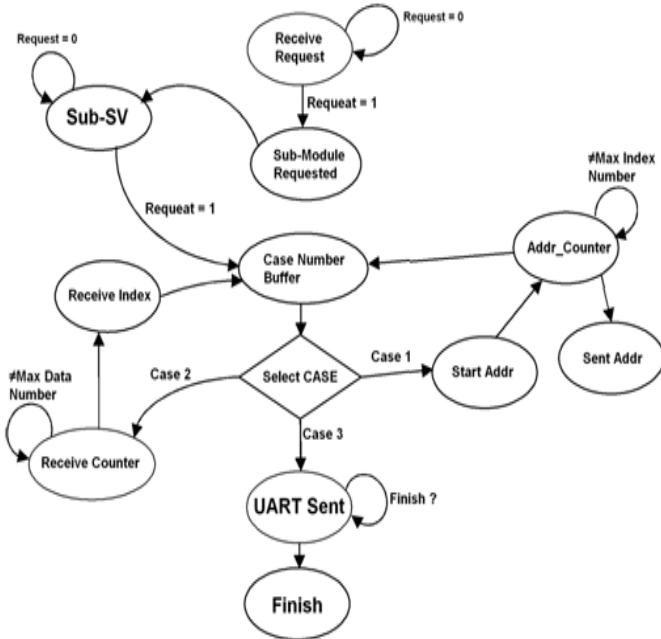 Request = 0
Receive
Request
Request = 0
Requeat = 1
Sub-SV
Sub-Module
Requested
Requeat = 1
≠Max Index
Number
Addr_Counter
Case Number
Buffer
Receive Index
Case 2
Select CASE
Case 1
Start Addr
Sent Addr
≠Max Data
Number
Receive Counter
Case 3
UART Sent
Finish ?
Finish